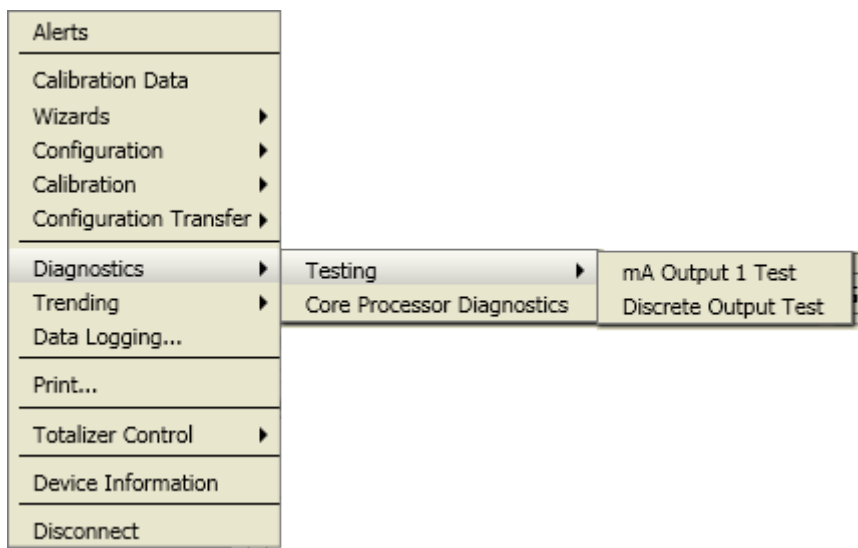 Alerts
Calibration Data
Wizards
Configuration
Calibration
Configuration Transfer
Diagnostics
Trending
Data Logging...
Print...
Totalizer Control
Device Information
Disconnect
Testing
Core Processor Diagnostics
mA Output 1 Test
Discrete Output Test